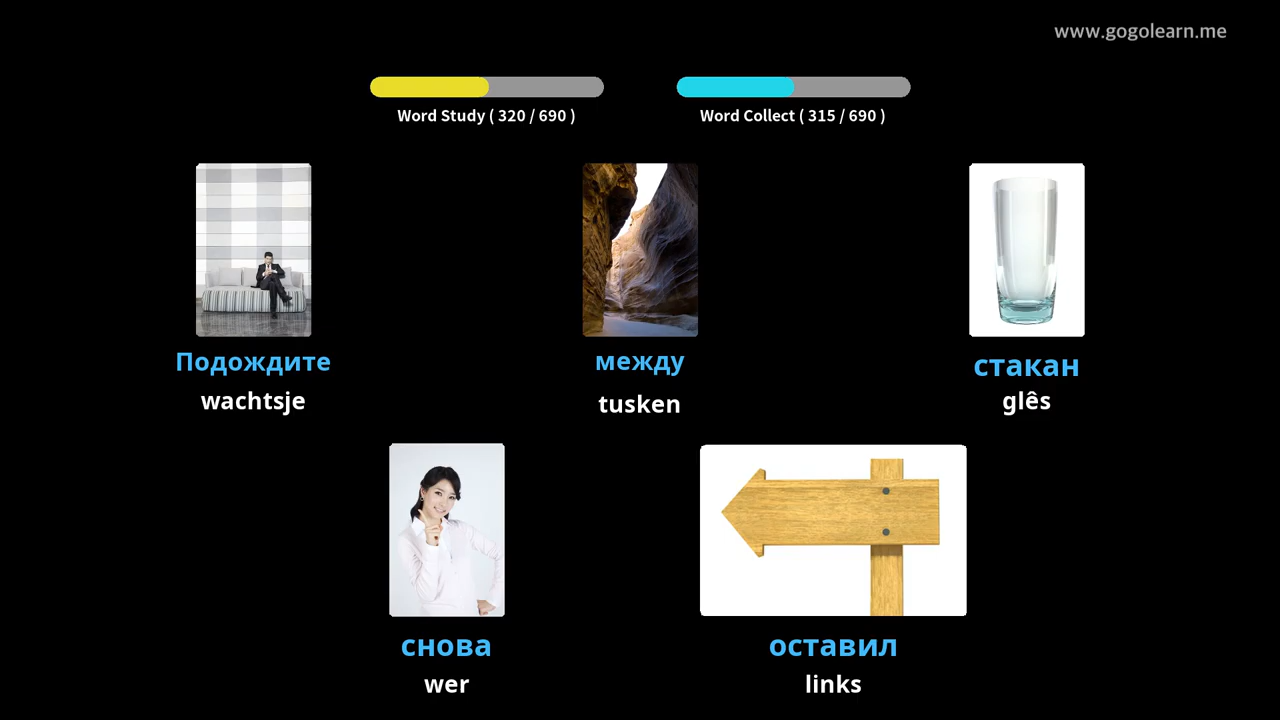 www.gogolearn.me
Word Study ( 320 / 690 )
Word Collect ( 315 / 690 )
Подождите
wachtsje
между
tusken
стакан
glês
снова
wer
оставил
links